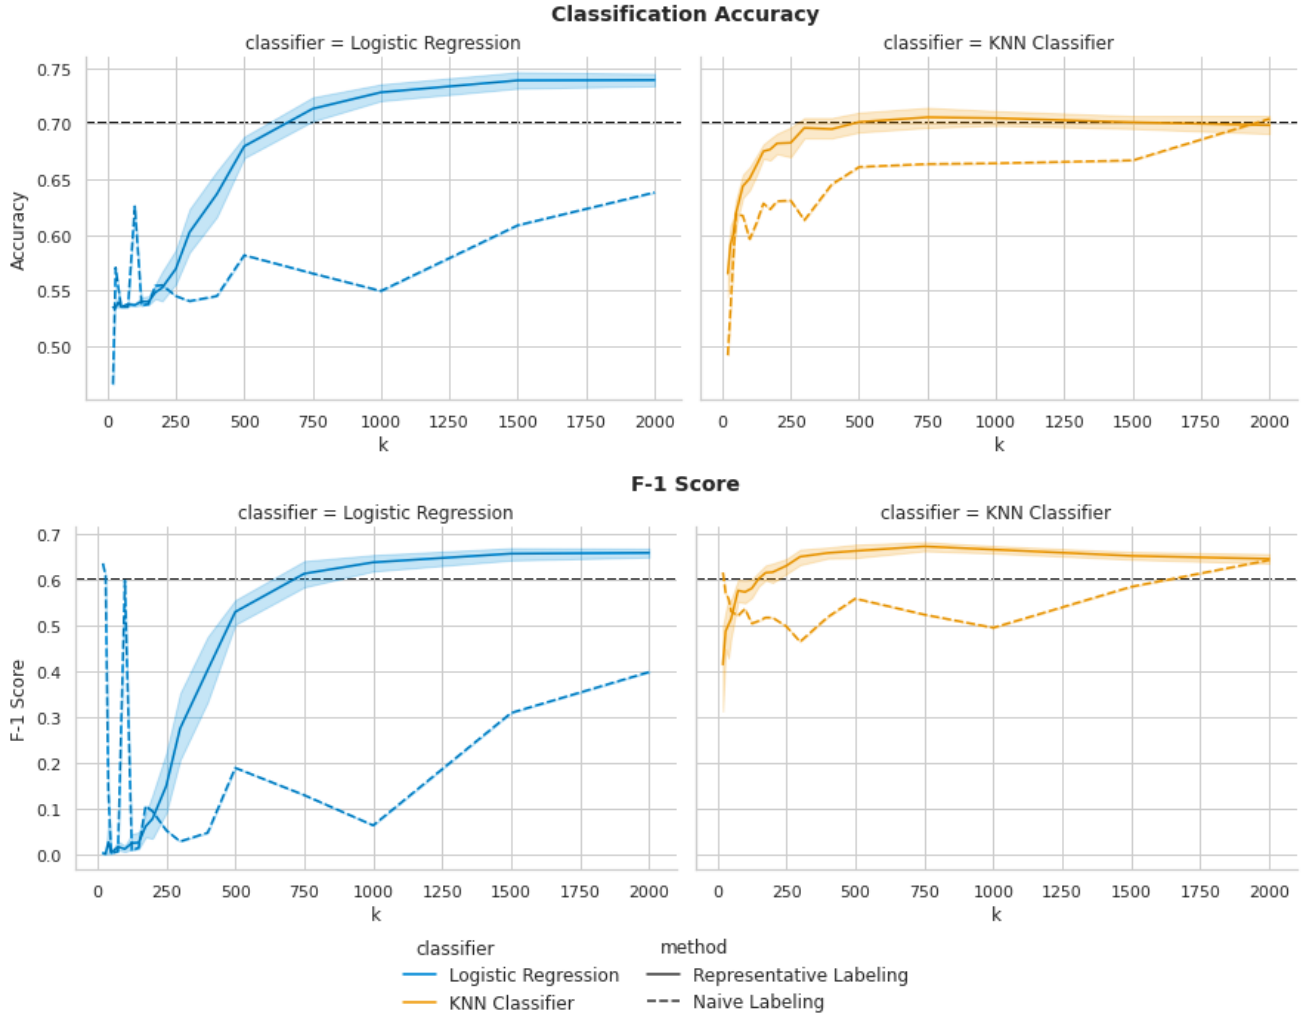 Classification Accuracy
classifier = Logistic Regression
classifier = KNN Classifier
0.75
0.70
0.65
0.60
0.55
0.50
Accuracy
0 250 500 750 1000 1250 1500 1750 2000
0 250 500 750 1000 1250 1500 1750 2000
k
k
F-1 Score
classifier = Logistic Regression
classifier = KNN Classifier
0.7
0.6
0.5
0.4
0.3
0.2
0.1
0.0
F-1 Score
0 250 500 750 1000 1250 1500 1750 2000
0 250 500 750 1000 1250 1500 1750 2000
k
k
classifier
Logistic Regression
KNN Classifier
method
Representative Labeling
Naive Labeling